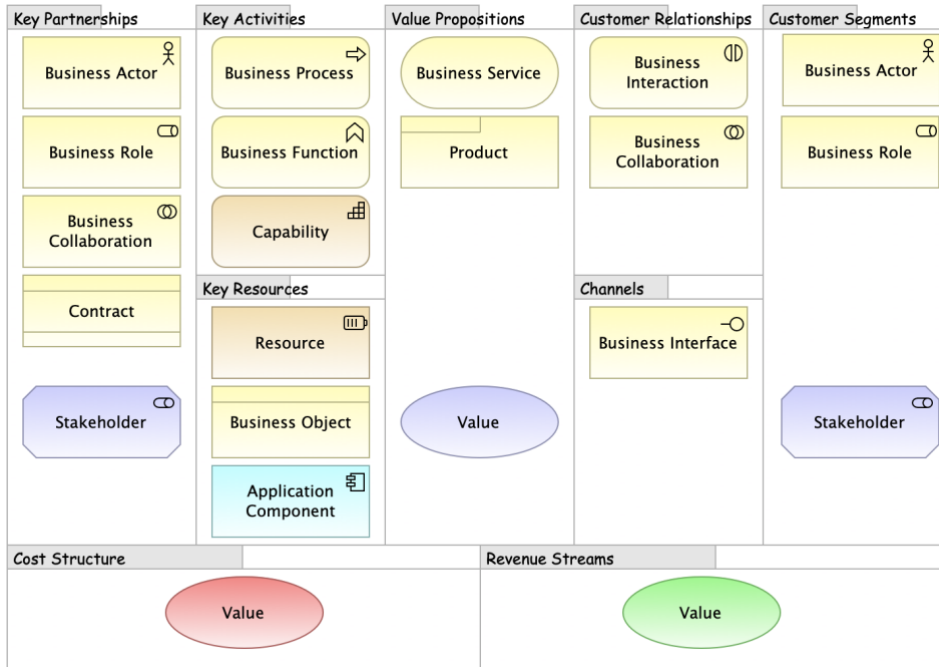 Key Partnerships
Business Actor
Business Role
Business
Collaboration
Contract
Stakeholder
Key Activities
Business Process
Business Function
Capability
Key Resources
Resource
Business Object
Application
Component
Value Propositions
Business Service
Product
Value
Customer Relationships
Business
Interaction
Business
Collaboration
Channels
Business Interface
Customer Segments
Business Actor
Business Role
Stakeholder
Cost Structure
Value
Revenue Streams
Value